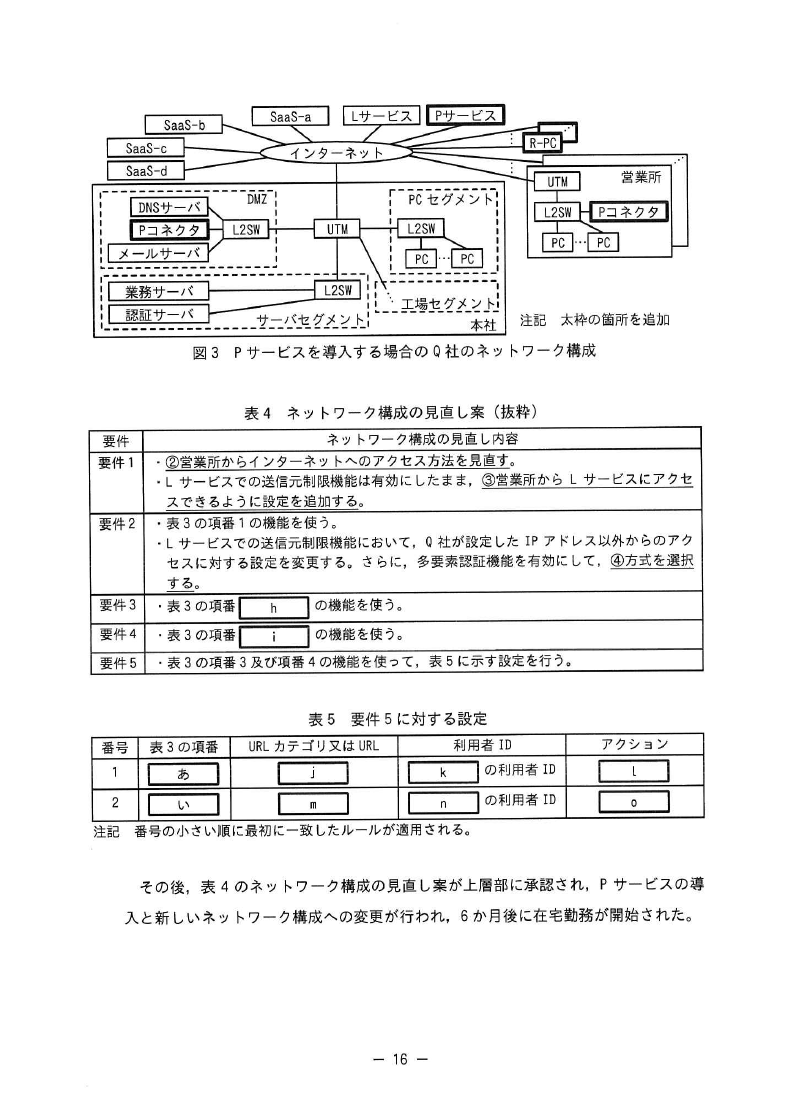 SaaS-b
SaaS-a
Lサービス
Pサービス
SaaS-c
SaaS-d
インターネット
R-PC
営業所
UTM
L2SW
Pコネクタ
PC … PC
DMZ
DNSサーバ
Pコネクタ
メールサーバ
L2SW
UTM
PCセグメント
L2SW
PC … PC
業務サーバ
認証サーバ
L2SW
サーバセグメント
工場セグメント
本社
注記 太枠の箇所を追加
図3 Pサービスを導入する場合のQ社のネットワーク構成
表4 ネットワーク構成の見直し案（抜粋）
要件 ネットワーク構成の見直し内容
要件1 ・②営業所からインターネットへのアクセス方法を見直す。
・Lサービスでの送信元制限機能は有効にしたまま，③営業所からLサービスにアクセ
スできるように設定を追加する。
要件2 ・表3の項番1の機能を使う。
・Lサービスでの送信元制限機能において，Q社が設定したIPアドレス以外からのアク
セスに対する設定を変更する。さらに，多要素認証機能を有効にして，④方式を選択
する。
要件3 ・表3の項番 h の機能を使う。
要件4 ・表3の項番 i の機能を使う。
要件5 ・表3の項番3及び項番4の機能を使って，表5に示す設定を行う。
表5 要件5に対する設定
番号 表3の項番 URLカテゴリ又はURL 利用者ID アクション
1 あ j k の利用者ID l
2 い m n の利用者ID o
注記 番号の小さい順に最初に一致したルールが適用される。
その後，表4のネットワーク構成の見直し案が上層部に承認され，Pサービスの導
入と新しいネットワーク構成への変更が行われ，6か月後に在宅勤務が開始された。
－ 16 －